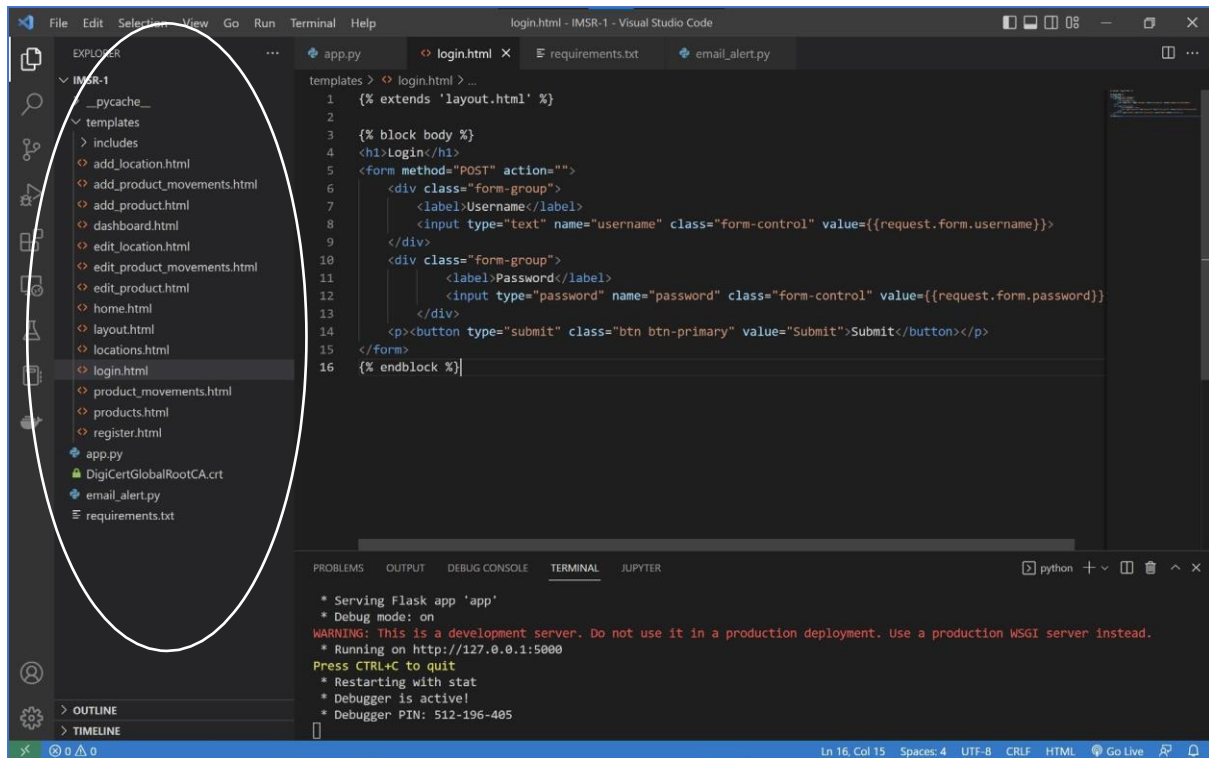 File Edit Selection View Go Run Terminal Help login.html - IMSR-1 - Visual Studio Code
EXPLORER ...
IMSR-1
__pycache__
templates
includes
add_location.html
add_product_movements.html
add_product.html
dashboard.html
edit_location.html
edit_product_movements.html
edit_product.html
home.html
layout.html
locations.html
login.html
product_movements.html
products.html
register.html
app.py
DigiCertGlobalRootCA.crt
email_alert.py
requirements.txt
OUTLINE
TIMELINE
app.py login.html requirements.txt email_alert.py
templates > login.html > ...
1 {% extends 'layout.html' %}
2
3 {% block body %}
4 <h1>Login</h1>
5 <form method="POST" action="">
6 <div class="form-group">
7 <label>Username</label>
8 <input type="text" name="username" class="form-control" value={{request.form.username}}>
9 </div>
10 <div class="form-group">
11 <label>Password</label>
12 <input type="password" name="password" class="form-control" value={{request.form.password}}
13 </div>
14 <p><button type="submit" class="btn btn-primary" value="Submit">Submit</button></p>
15 </form>
16 {% endblock %}
PROBLEMS OUTPUT DEBUG CONSOLE TERMINAL JUPYTER python
* Serving Flask app 'app'
* Debug mode: on
WARNING: This is a development server. Do not use it in a production deployment. Use a production WSGI server instead.
* Running on http://127.0.0.1:5000
Press CTRL+C to quit
* Restarting with stat
* Debugger is active!
* Debugger PIN: 512-196-405
0 0 Ln 16, Col 15 Spaces: 4 UTF-8 CRLF HTML Go Live